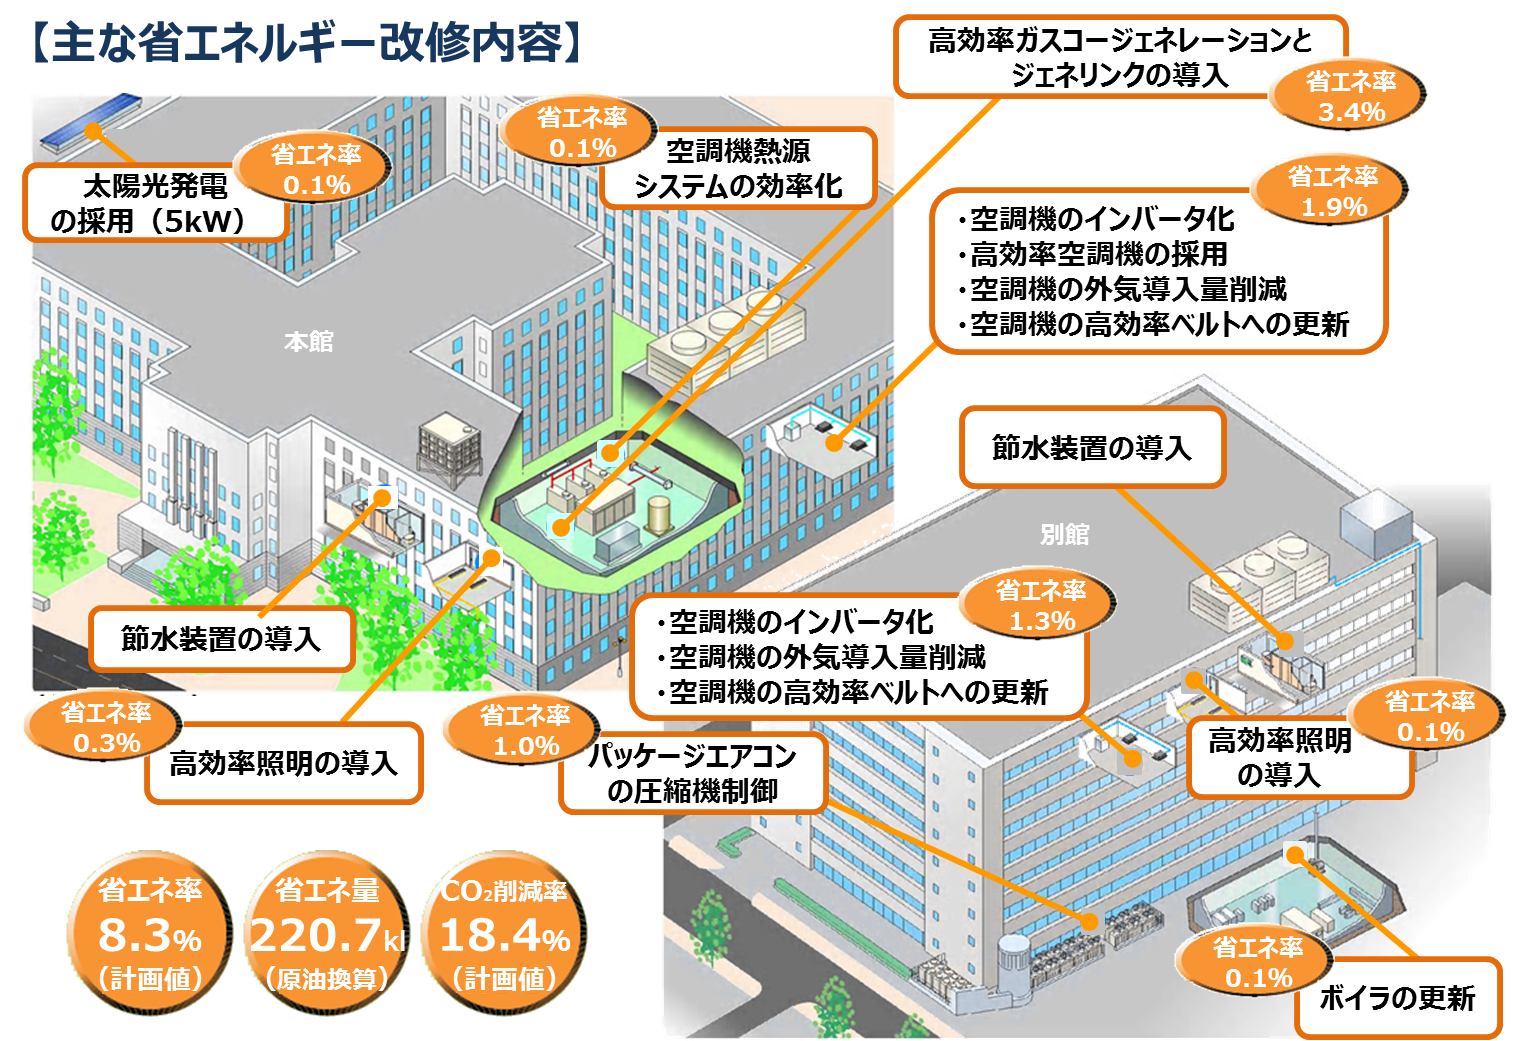 【主な省エネルギー改修内容】
高効率ガスコージェネレーションと
ジェネリンクの導入
省エネ率
3.4%
省エネ率
0.1%
太陽光発電
の採用（5kW）
省エネ率
0.1%
空調機熱源
システムの効率化
省エネ率
1.9%
・空調機のインバータ化
・高効率空調機の採用
・空調機の外気導入量削減
・空調機の高効率ベルトへの更新
本館
節水装置の導入
別館
節水装置の導入
省エネ率
1.3%
・空調機のインバータ化
・空調機の外気導入量削減
・空調機の高効率ベルトへの更新
省エネ率
0.3%
高効率照明の導入
省エネ率
1.0%
パッケージエアコン
の圧縮機制御
省エネ率
0.1%
高効率照明
の導入
省エネ率
8.3%
（計画値）
省エネ量
220.7kl
（原油換算）
CO₂削減率
18.4%
（計画値）
省エネ率
0.1%
ボイラの更新